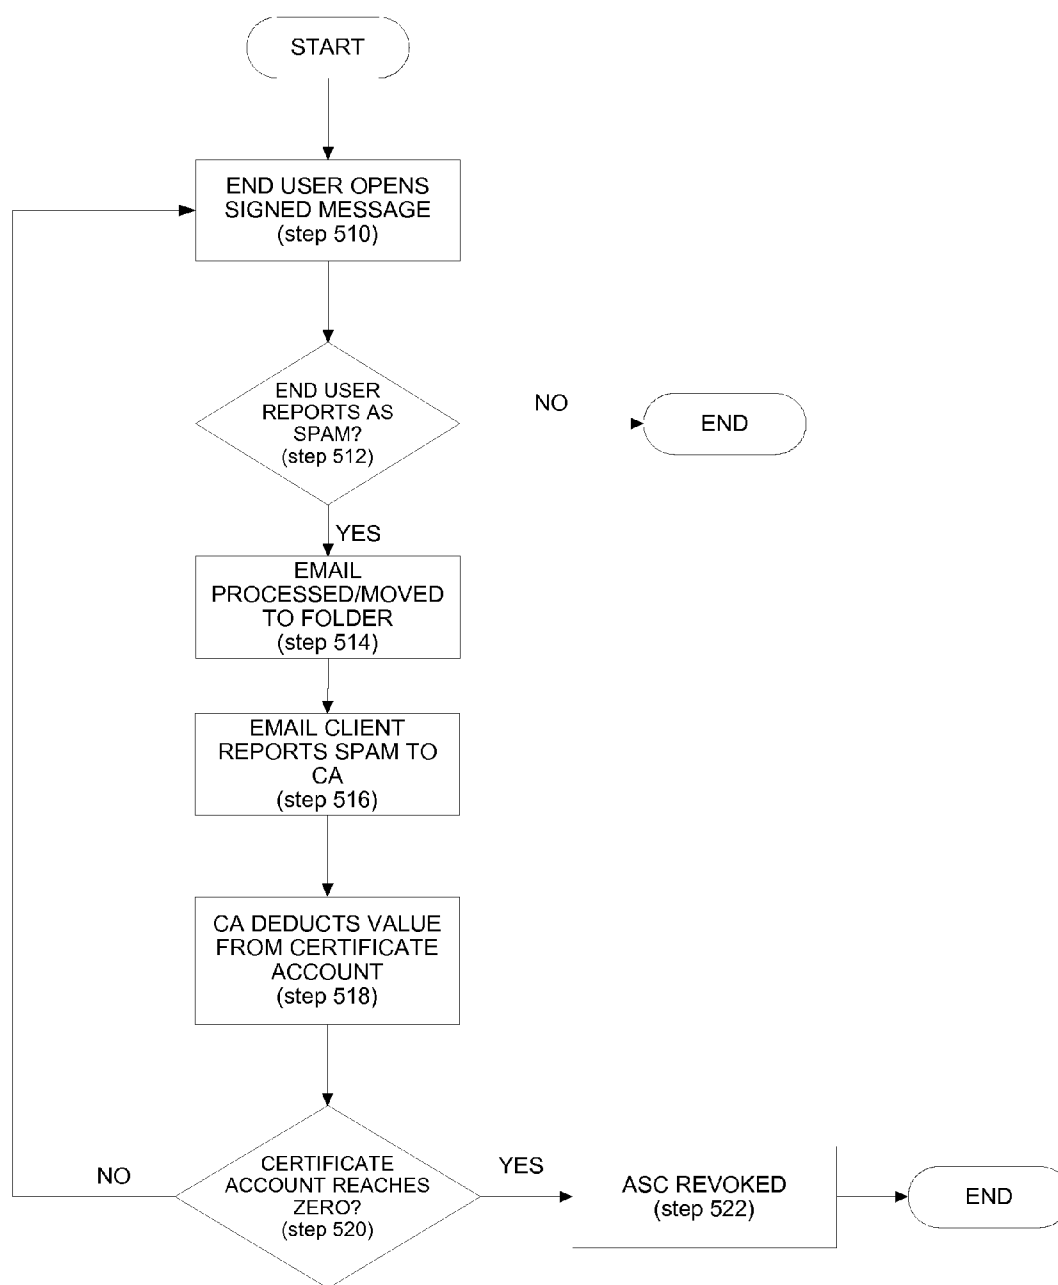 START
END USER OPENS
SIGNED MESSAGE
(step 510)
END USER
REPORTS AS
SPAM?
(step 512)
NO
END
YES
EMAIL
PROCESSED/MOVED
TO FOLDER
(step 514)
EMAIL CLIENT
REPORTS SPAM TO
CA
(step 516)
CA DEDUCTS VALUE
FROM CERTIFICATE
ACCOUNT
(step 518)
NO
CERTIFICATE
ACCOUNT REACHES
ZERO?
(step 520)
YES
ASC REVOKED
(step 522)
END